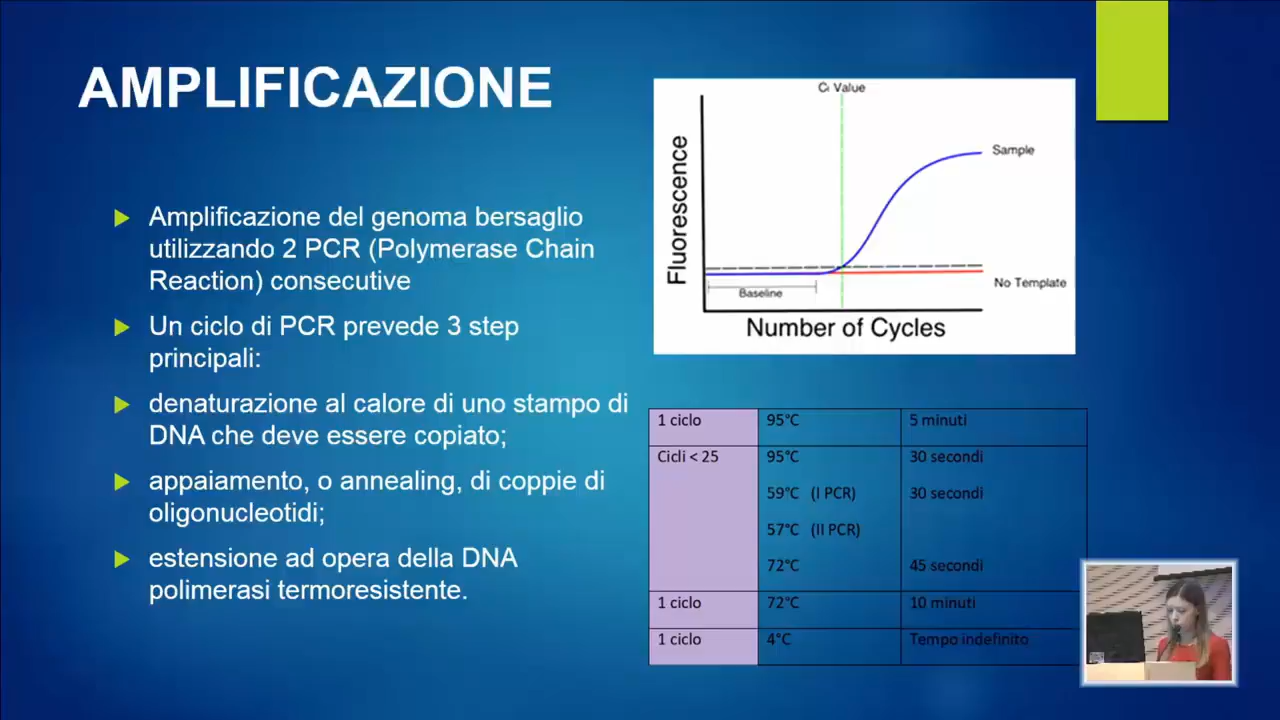 AMPLIFICAZIONE
Amplificazione del genoma bersaglio
utilizzando 2 PCR (Polymerase Chain
Reaction) consecutive
Un ciclo di PCR prevede 3 step
principali:
denaturazione al calore di uno stampo di
DNA che deve essere copiato;
appaiamento, o annealing, di coppie di
oligonucleotidi;
estensione ad opera della DNA
polimerasi termoresistente.
Ct Value
Fluorescence
Sample
No Template
Baseline
Number of Cycles
1 ciclo 95°C 5 minuti
Cicli < 25 95°C 30 secondi
59°C (I PCR) 30 secondi
57°C (II PCR)
72°C 45 secondi
1 ciclo 72°C 10 minuti
1 ciclo 4°C Tempo indefinito